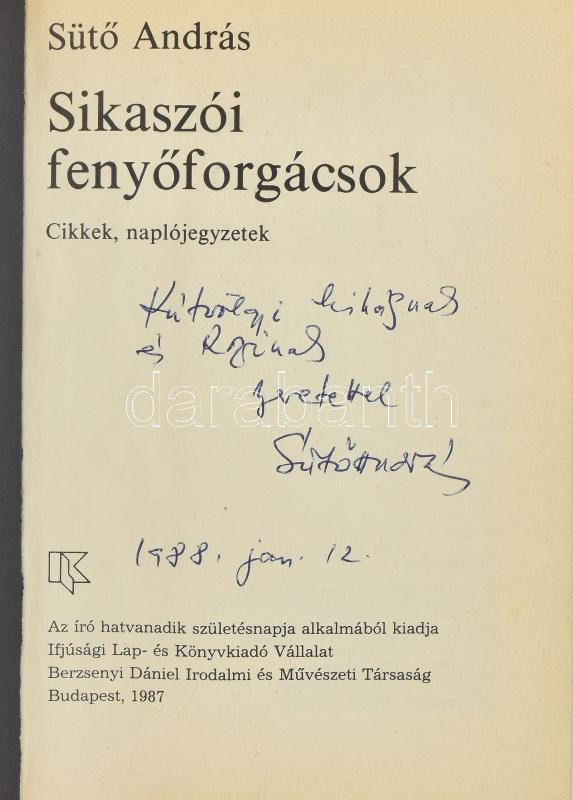 Sütő András
Sikaszói
fenyőforgácsok
Cikkek, naplójegyzetek
Kútvölgyi Mihálynak
és Rozinak
szeretettel
darabanth
Sütő András
1988. jan. 12.
Az író hatvanadik születésnapja alkalmából kiadja
Ifjúsági Lap- és Könyvkiadó Vállalat
Berzsenyi Dániel Irodalmi és Művészeti Társaság
Budapest, 1987